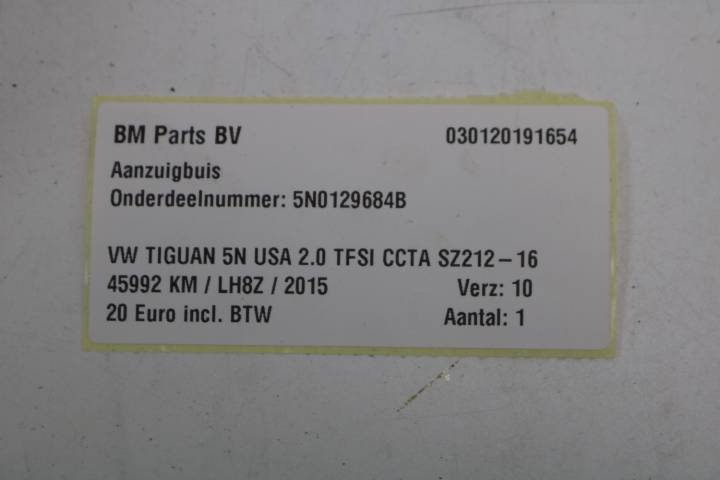 BM Parts BV 030120191654
Aanzuigbuis
Onderdeelnummer: 5N0129684B
VW TIGUAN 5N USA 2.0 TFSI CCTA SZ212-16
45992 KM / LH8Z / 2015 Verz: 10
20 Euro incl. BTW Aantal: 1